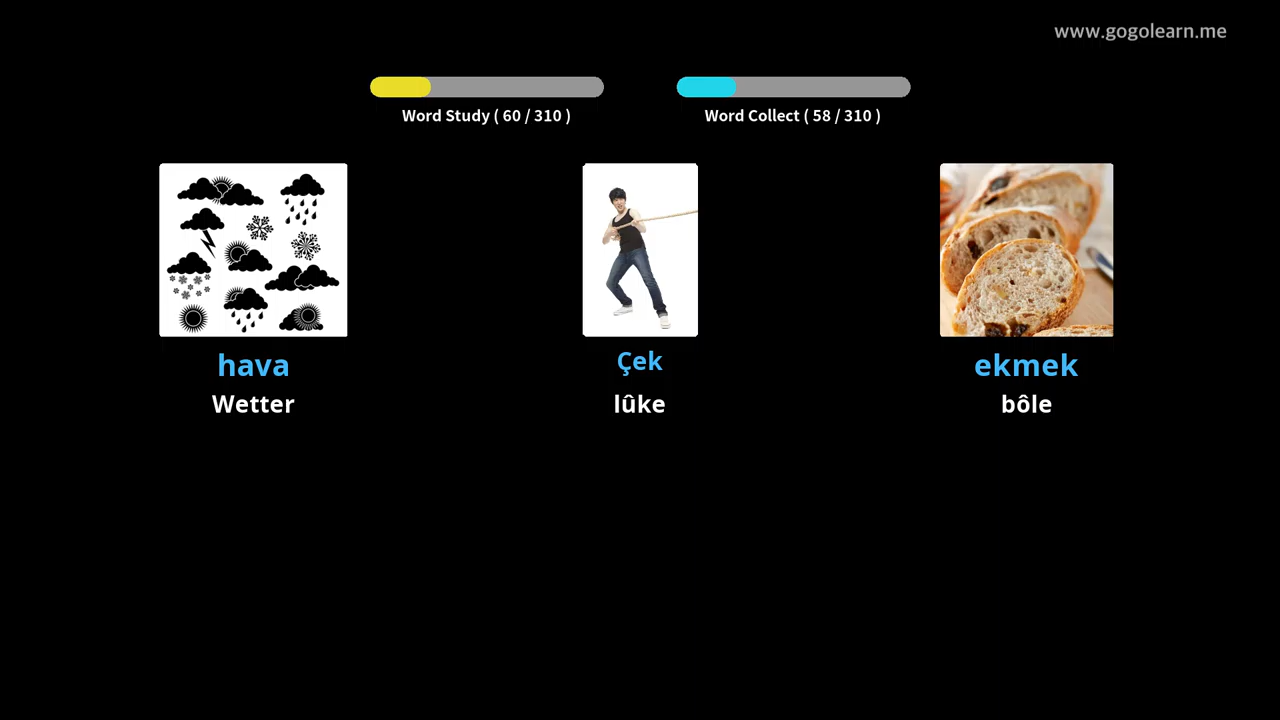 www.gogolearn.me
Word Study ( 60 / 310 )
Word Collect ( 58 / 310 )
hava
Çek
ekmek
Wetter
lûke
bôle